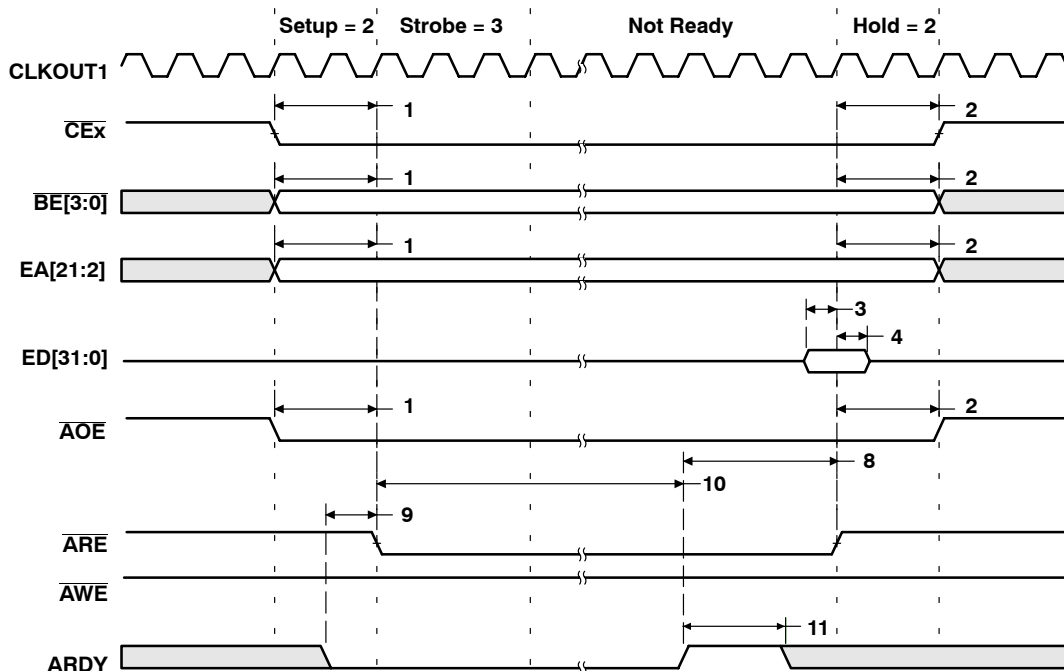 Setup = 2 Strobe = 3 Not Ready Hold = 2
CLKOUT1
CEx 1 2
BE[3:0] 1 2
EA[21:2] 1 2
3
ED[31:0] 4
AOE 1 2
8
10
9
ARE
AWE
11
ARDY